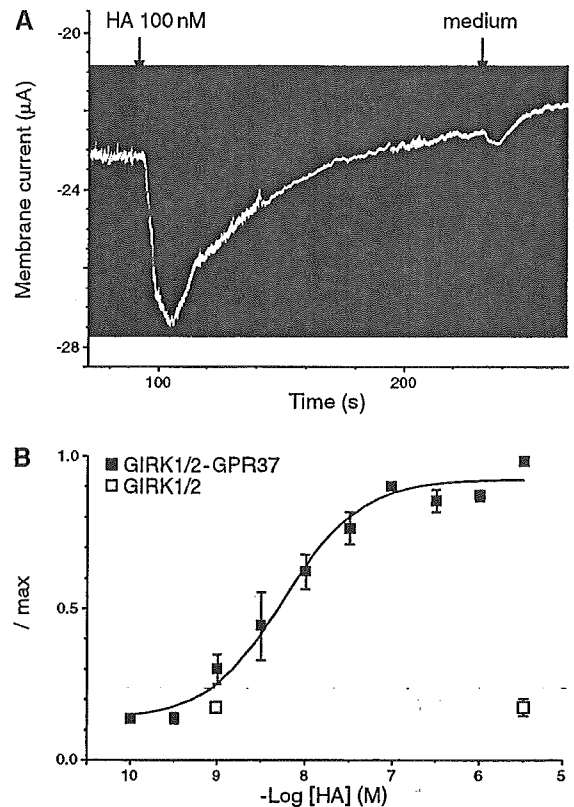 A
HA 100 nM
medium
-20
-24
-28
Membrane current (µA)
100
200
Time (s)
B
GIRK1/2-GPR37
GIRK1/2
1.0
0.5
0.0
/ max
10
9
8
7
6
5
-Log [HA] (M)